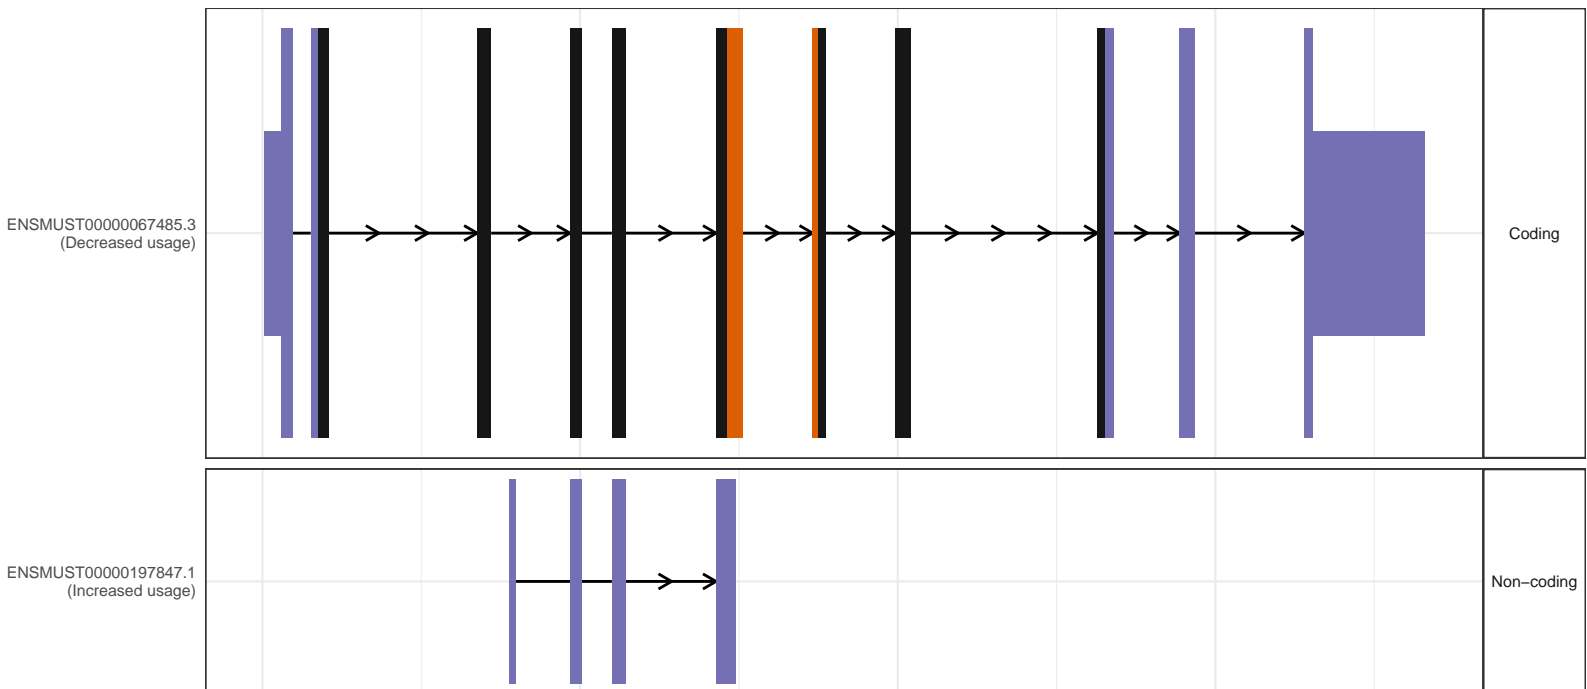 ENSMUST00000067485.3
(Decreased usage)
Coding
ENSMUST00000197847.1
(Increased usage)
Non−coding